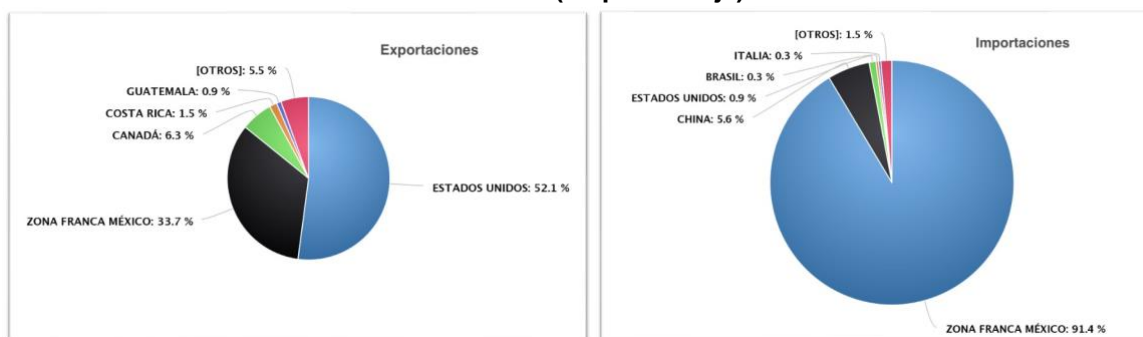 Exportaciones
[OTROS]: 5.5 %
GUATEMALA: 0.9 %
COSTA RICA: 1.5 %
CANADÁ: 6.3 %
ESTADOS UNIDOS: 52.1 %
ZONA FRANCA MÉXICO: 33.7 %
Importaciones
[OTROS]: 1.5 %
ITALIA: 0.3 %
BRASIL: 0.3 %
ESTADOS UNIDOS: 0.9 %
CHINA: 5.6 %
ZONA FRANCA MÉXICO: 91.4 %